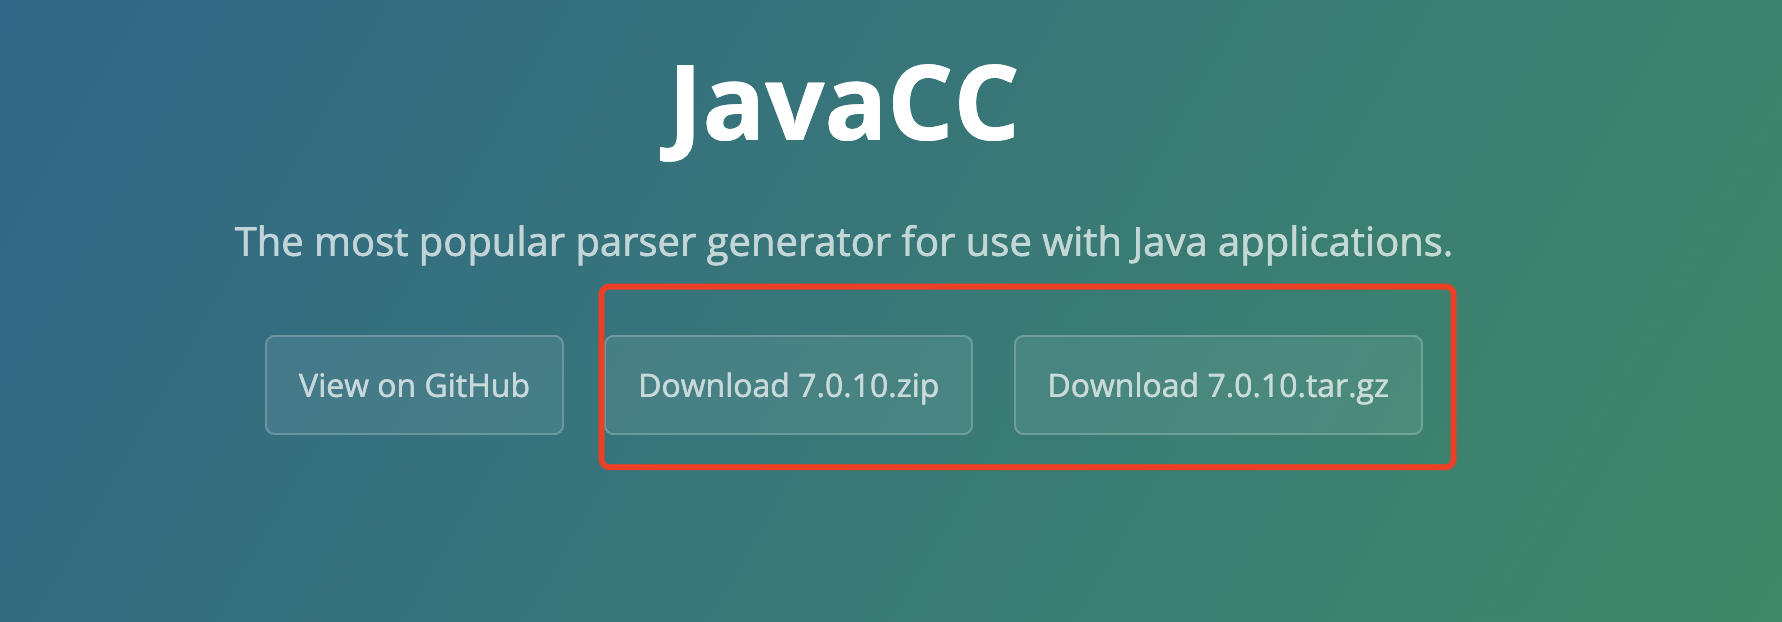 JavaCC
The most popular parser generator for use with Java applications.
View on GitHub
Download 7.0.10.zip
Download 7.0.10.tar.gz